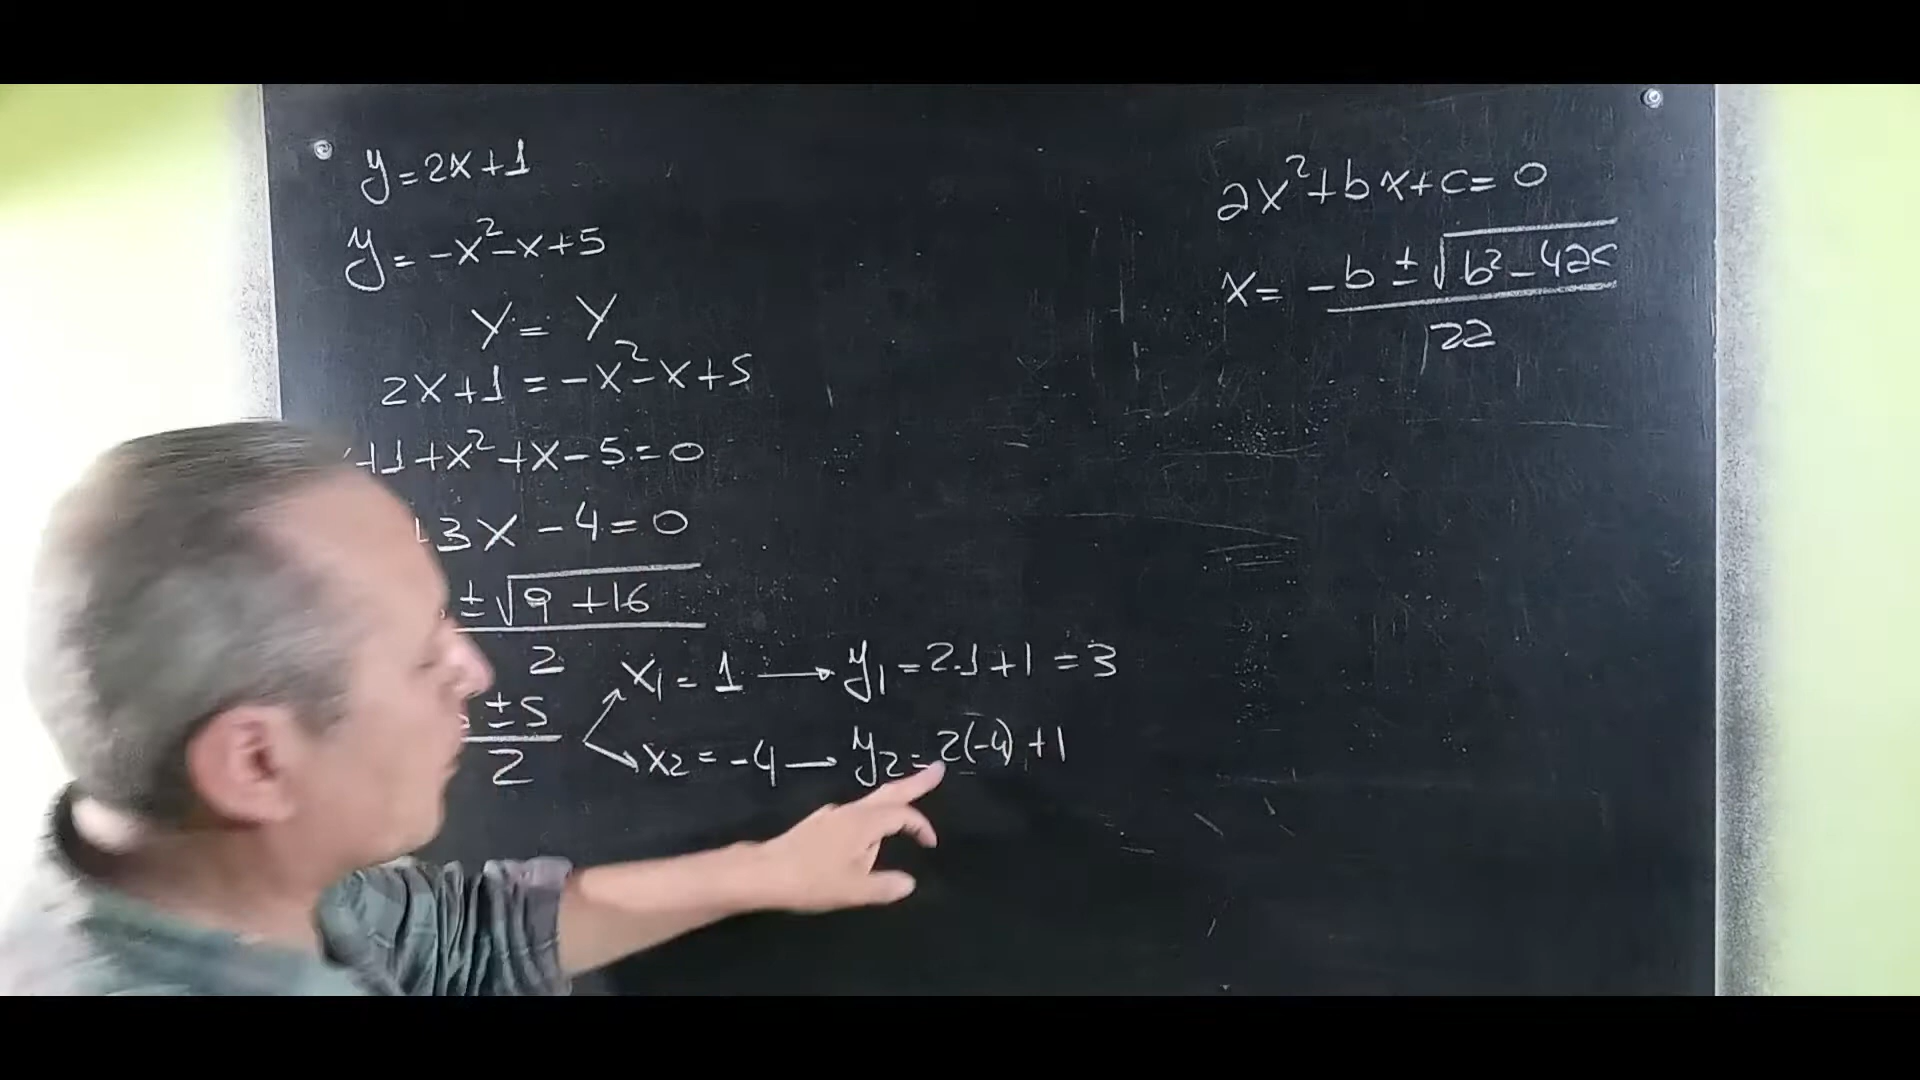 y=2x+1
y=-x²-x+5
Y=Y
2x+1=-x²-x+5
+1+x²+x-5=0
+3x-4=0
±√9+16
2
±5
2
x₁=1→y₁=2·1+1=3
x₂=-4→y₂=2(-4)+1
ax²+bx+c=0
x=-b±√b²-4ac
2a